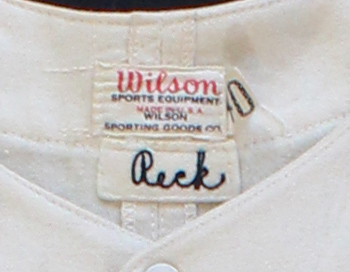 Wilson
SPORTS EQUIPMENT
MADE IN U.S.A.
WILSON
SPORTING GOODS CO.
Reck